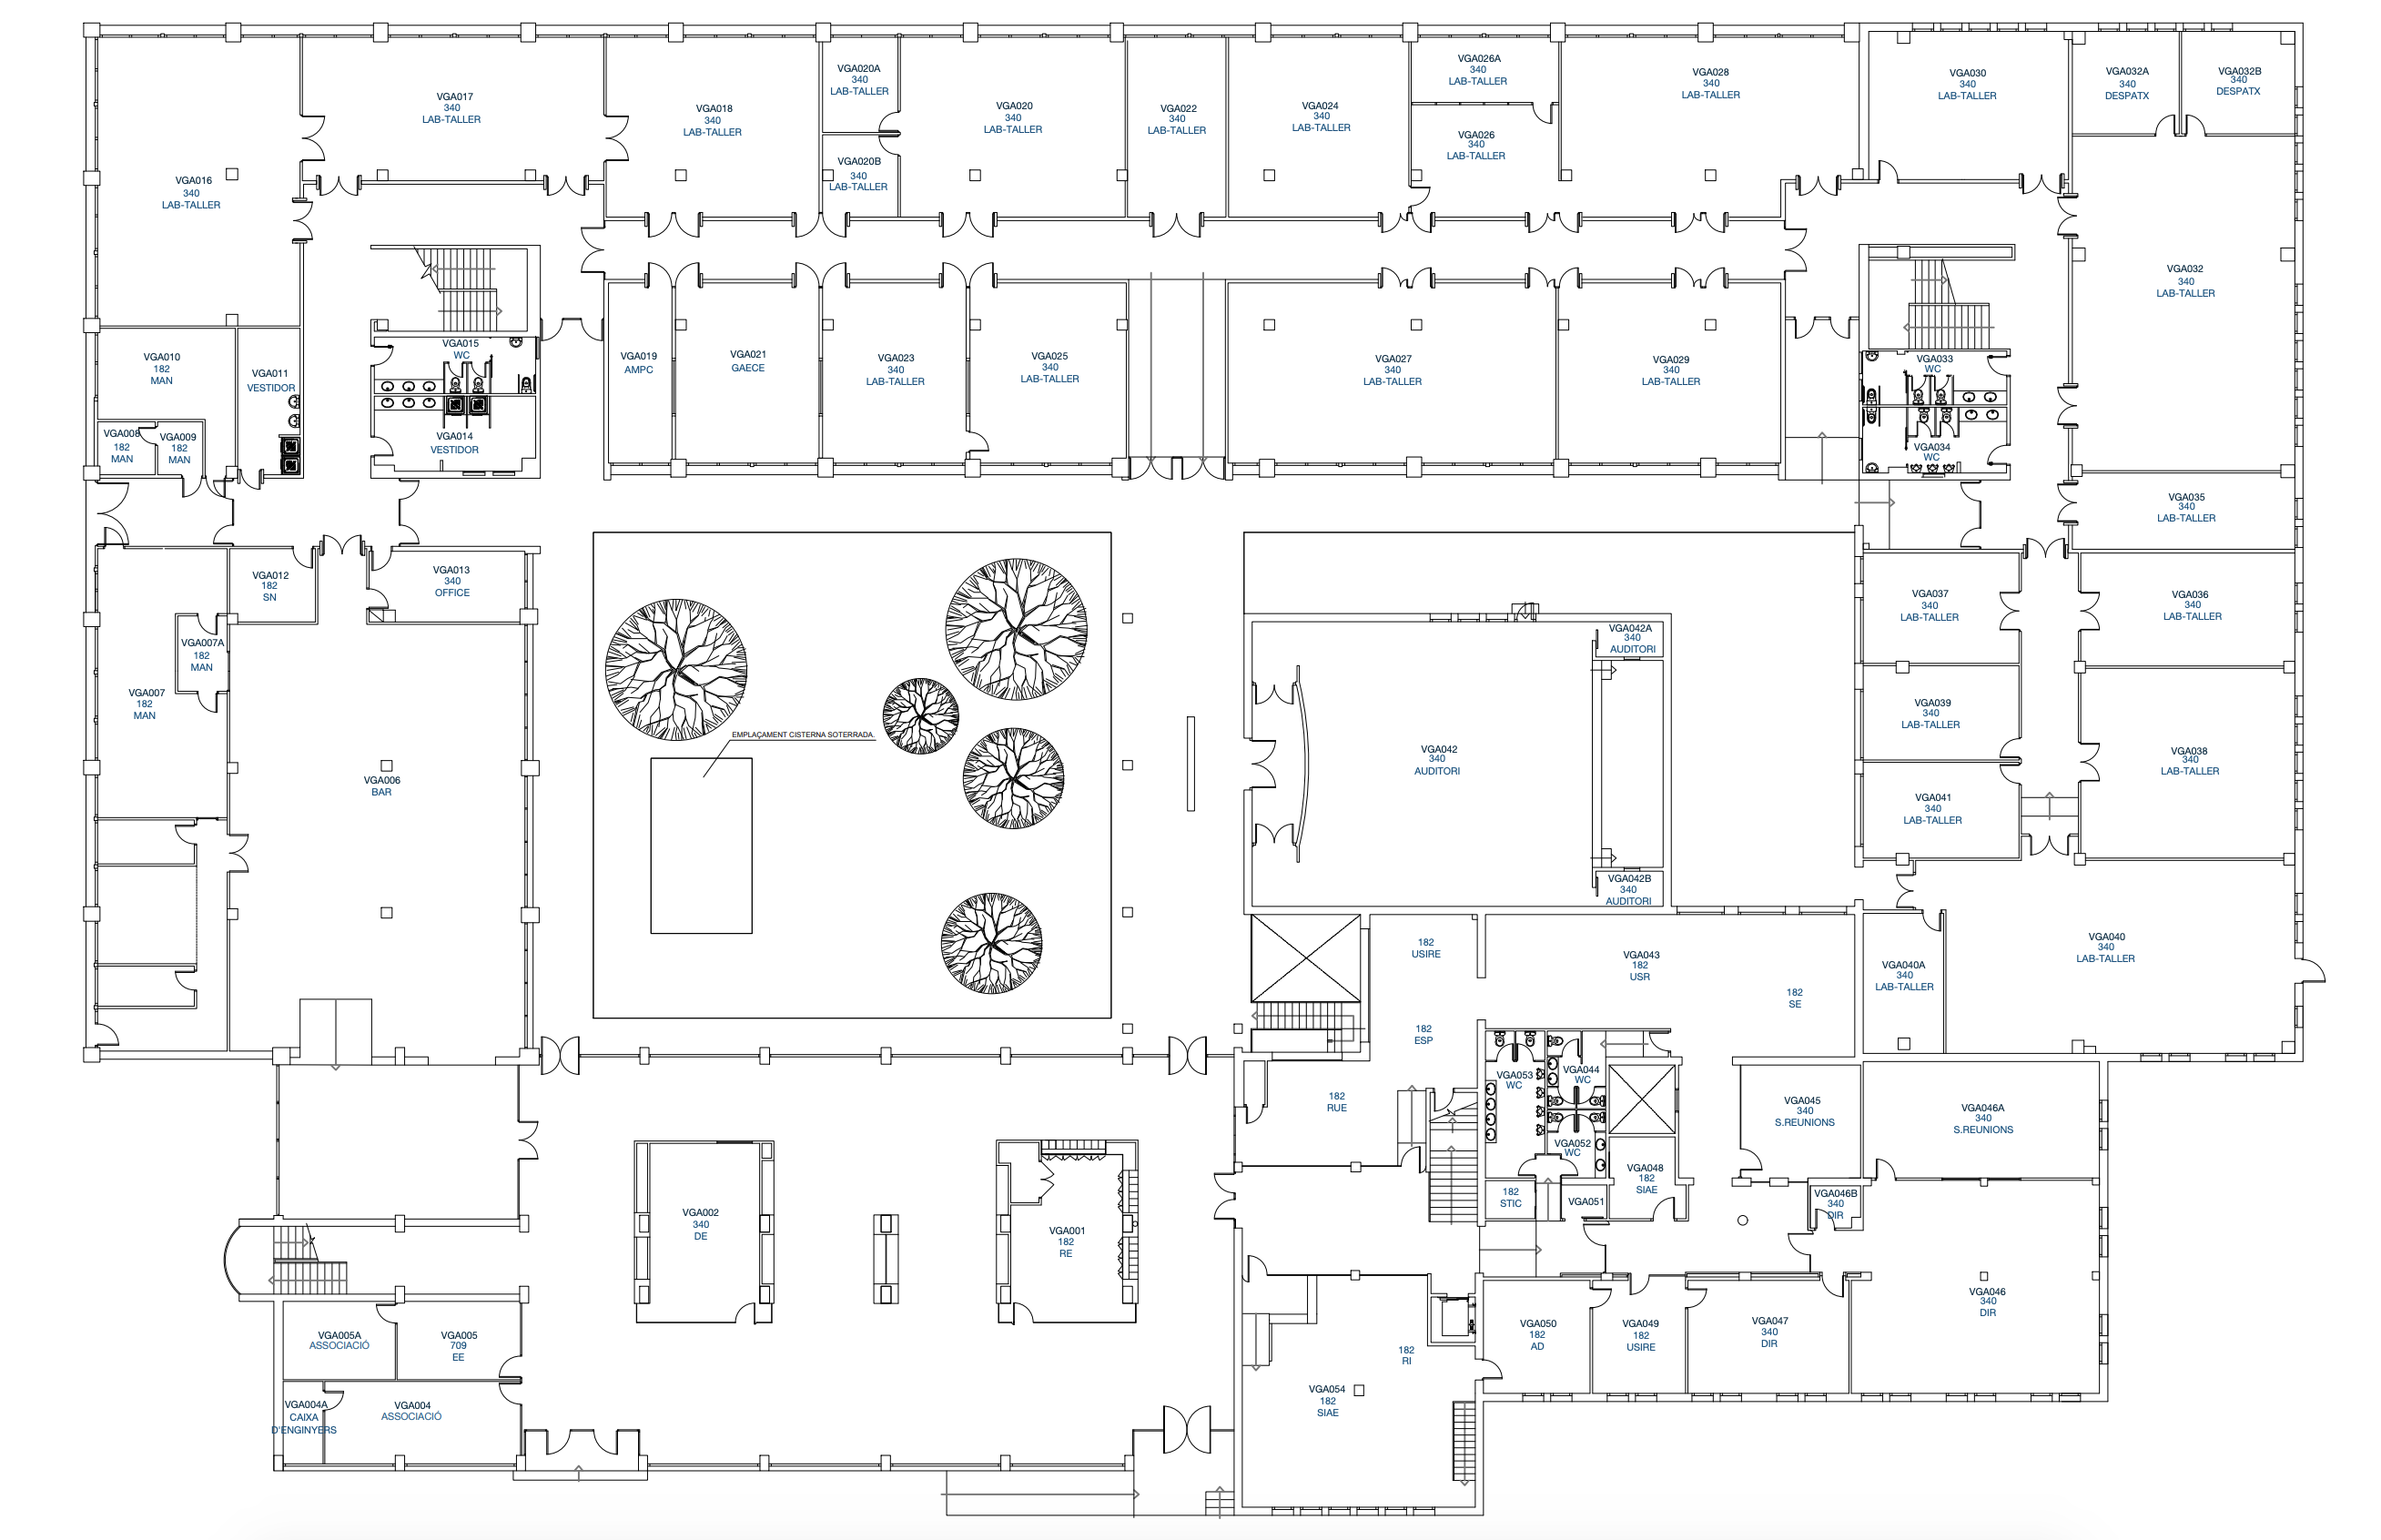 VGA016
340
LAB-TALLER
VGA017
340
LAB-TALLER
VGA018
340
LAB-TALLER
VGA020A
340
LAB-TALLER
VGA020B
340
LAB-TALLER
VGA020
340
LAB-TALLER
VGA022
340
LAB-TALLER
VGA024
340
LAB-TALLER
VGA026A
340
LAB-TALLER
VGA026
340
LAB-TALLER
VGA028
340
LAB-TALLER
VGA030
340
LAB-TALLER
VGA032A
340
DESPATX
VGA032B
340
DESPATX
VGA032
340
LAB-TALLER
VGA010
182
MAN
VGA011
VESTIDOR
VGA015
WC
VGA014
VESTIDOR
VGA008
182
MAN
VGA009
182
MAN
VGA019
AMPC
VGA021
GAECE
VGA023
340
LAB-TALLER
VGA025
340
LAB-TALLER
VGA027
340
LAB-TALLER
VGA029
340
LAB-TALLER
VGA033
WC
VGA034
WC
VGA035
340
LAB-TALLER
VGA012
182
SN
VGA013
340
OFFICE
VGA007A
182
MAN
VGA007
182
MAN
VGA006
BAR
EMPLAÇAMENT CISTERNA SOTERRADA.
VGA042A
340
AUDITORI
VGA042
340
AUDITORI
VGA042B
340
AUDITORI
VGA037
340
LAB-TALLER
VGA036
340
LAB-TALLER
VGA039
340
LAB-TALLER
VGA038
340
LAB-TALLER
VGA041
340
LAB-TALLER
VGA040
340
LAB-TALLER
VGA040A
340
LAB-TALLER
182
USIRE
VGA043
182
USR
182
SE
182
ESP
182
RUE
VGA053
WC
VGA044
WC
VGA052
WC
VGA048
182
SIAE
182
STIC
VGA051
VGA045
340
S.REUNIONS
VGA046A
340
S.REUNIONS
VGA046B
340
DIR
VGA046
340
DIR
VGA002
340
DE
VGA001
182
RE
VGA005A
ASSOCIACIÓ
VGA005
709
EE
VGA004A
CAIXA
D'ENGINYERS
VGA004
ASSOCIACIÓ
182
RI
VGA054
182
SIAE
VGA050
182
AD
VGA049
182
USIRE
VGA047
340
DIR